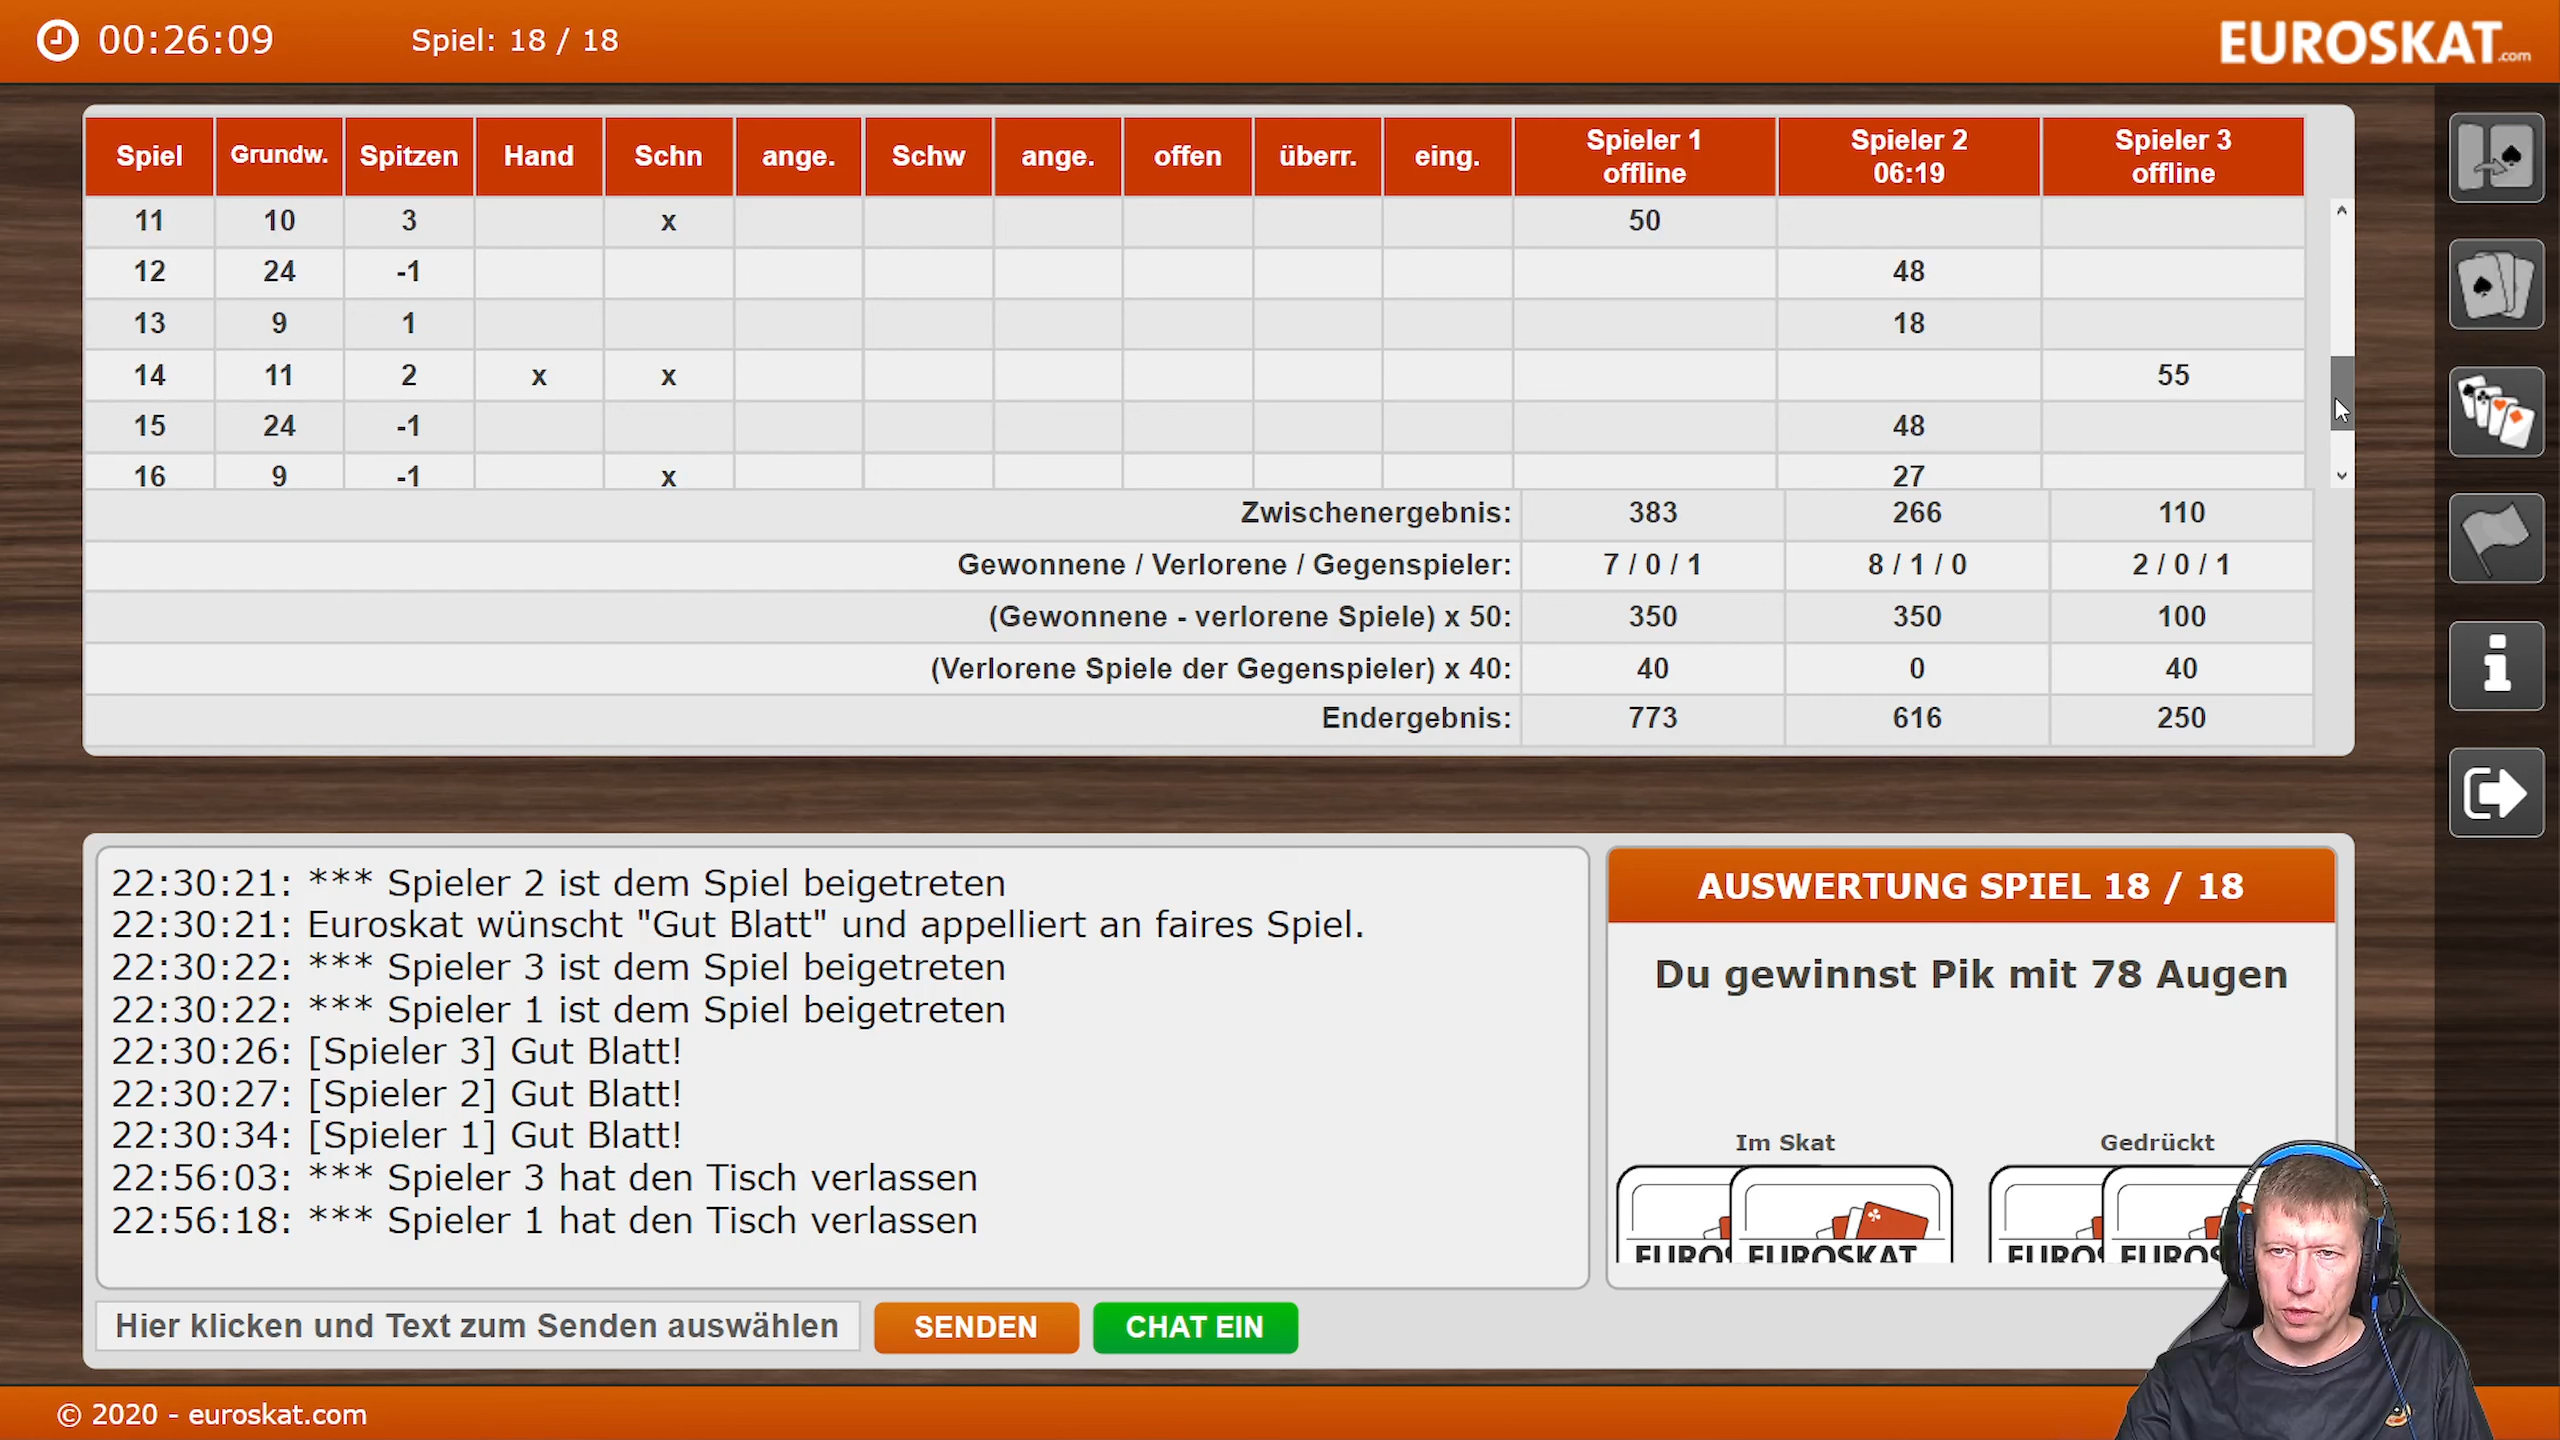 00:26:09 Spiel: 18 / 18 EUROSKAT.com
Spiel Grundw. Spitzen Hand Schn ange. Schw ange. offen überr. eing. Spieler 1 offline Spieler 2 06:19 Spieler 3 offline
11 10 3 x 50
12 24 -1 48
13 9 1 18
14 11 2 x x 55
15 24 -1 48
16 9 -1 x 27
Zwischenergebnis: 383 266 110
Gewonnene / Verlorene / Gegenspieler: 7 / 0 / 1 8 / 1 / 0 2 / 0 / 1
(Gewonnene - verlorene Spiele) x 50: 350 350 100
(Verlorene Spiele der Gegenspieler) x 40: 40 0 40
Endergebnis: 773 616 250
22:30:21: *** Spieler 2 ist dem Spiel beigetreten
22:30:21: Euroskat wünscht "Gut Blatt" und appelliert an faires Spiel.
22:30:22: *** Spieler 3 ist dem Spiel beigetreten
22:30:22: *** Spieler 1 ist dem Spiel beigetreten
22:30:26: [Spieler 3] Gut Blatt!
22:30:27: [Spieler 2] Gut Blatt!
22:30:34: [Spieler 1] Gut Blatt!
22:56:03: *** Spieler 3 hat den Tisch verlassen
22:56:18: *** Spieler 1 hat den Tisch verlassen
Hier klicken und Text zum Senden auswählen SENDEN CHAT EIN
AUSWERTUNG SPIEL 18 / 18
Du gewinnst Pik mit 78 Augen
Im Skat Gedrückt
EUROS EUROSKAT EUROS EUROS
© 2020 - euroskat.com